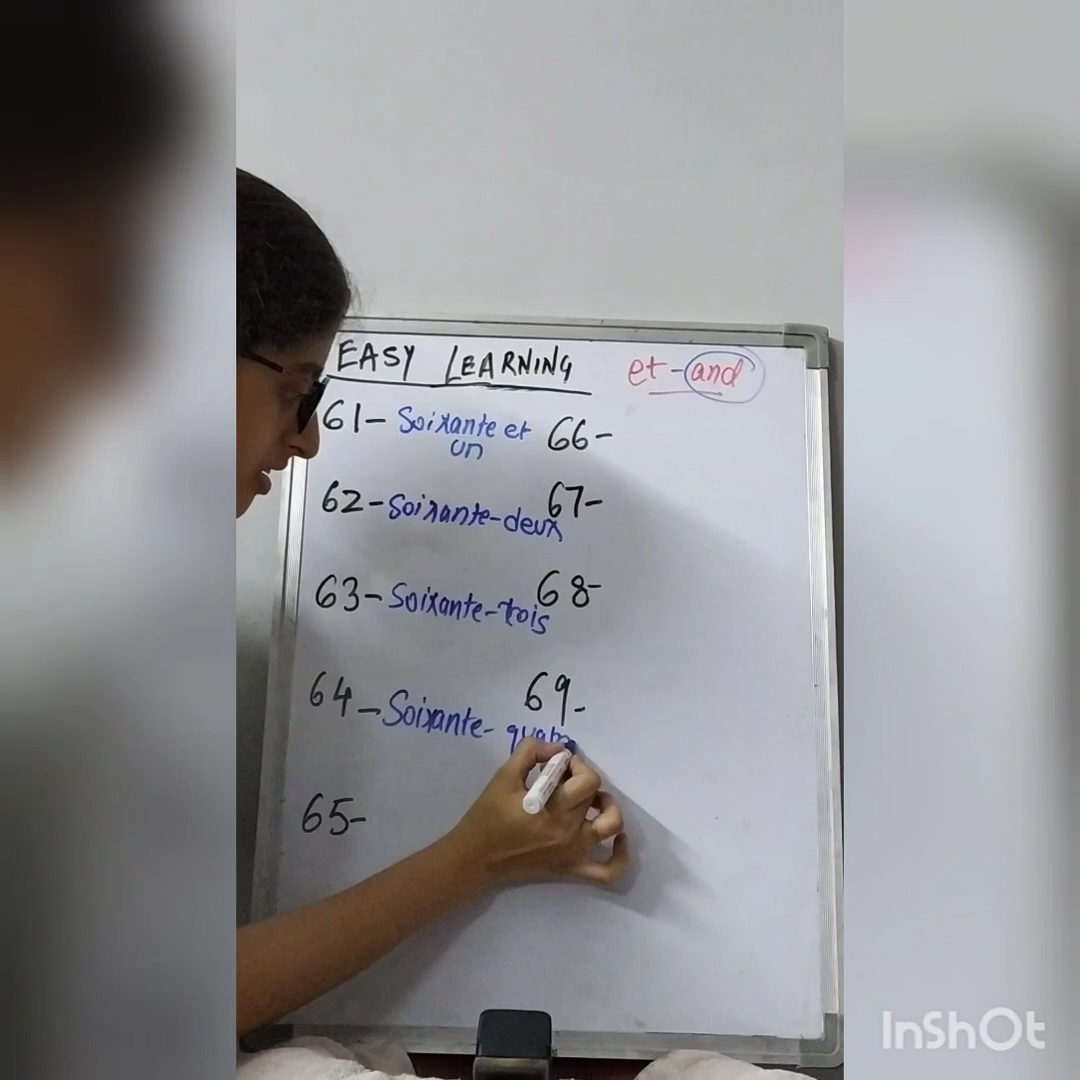 EASY LEARNING
et - and
61 - Soixante et
un
66 -
62 - Soixante-deux
67 -
63 - Soixante-trois
68 -
64 - Soixante-
69 -
65 -
InShOt